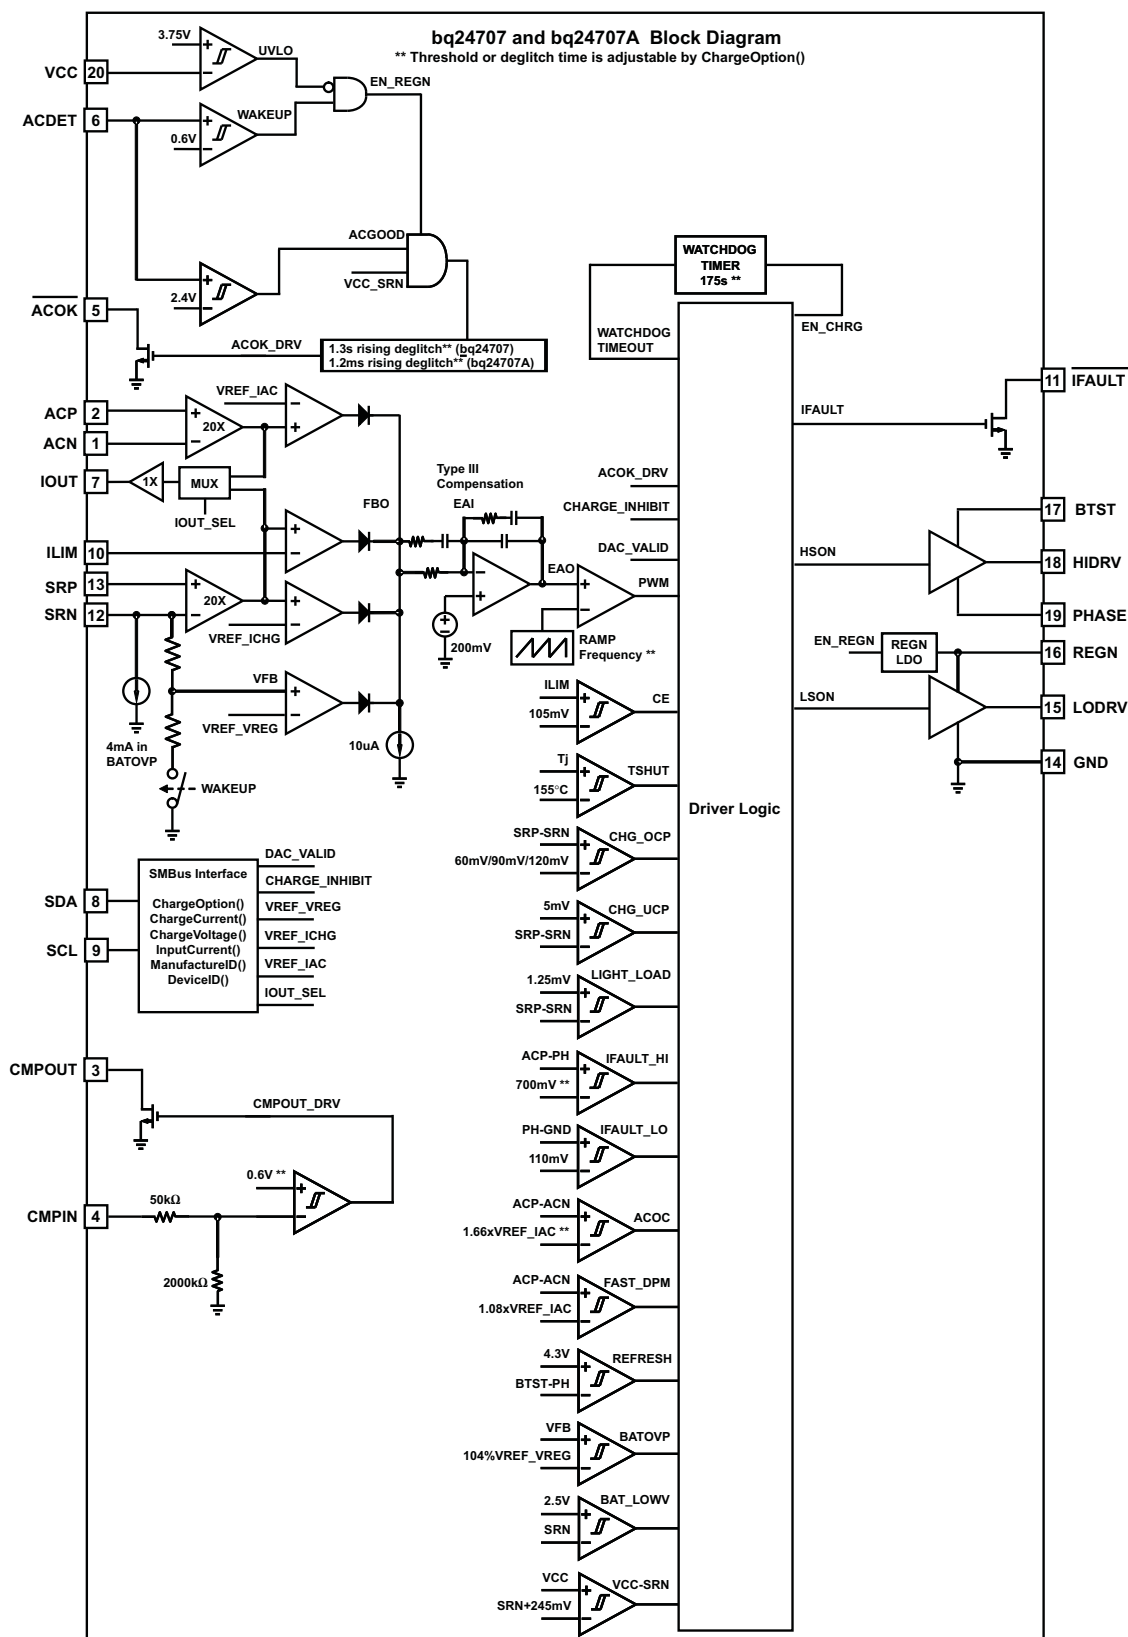 bq24707 and bq24707A Block Diagram
** Threshold or deglitch time is adjustable by ChargeOption()
3.75V
UVLO
VCC
20
EN_REGN
ACDET
6
WAKEUP
0.6V
ACGOOD
VCC_SRN
2.4V
WATCHDOG
TIMER
175s **
EN_CHRG
WATCHDOG
TIMEOUT
ACOK
5
ACOK_DRV
1.3s rising deglitch** (bq24707)
1.2ms rising deglitch** (bq24707A)
11
IFAULT
IFAULT
VREF_IAC
ACP
2
20X
ACN
1
IOUT
7
1X
MUX
IOUT_SEL
FBO
Type III
Compensation
EAI
ACOK_DRV
CHARGE_INHIBIT
DAC_VALID
ILIM
10
SRP
13
20X
SRN
12
VREF_ICHG
EAO
PWM
200mV
RAMP
Frequency **
HSON
17
BTST
18
HIDRV
19
PHASE
EN_REGN
REGN
LDO
16
REGN
LSON
15
LODRV
14
GND
VFB
VREF_VREG
4mA in
BATOVP
10uA
WAKEUP
ILIM
105mV
CE
Tj
155°C
TSHUT
Driver Logic
SRP-SRN
60mV/90mV/120mV
CHG_OCP
5mV
SRP-SRN
CHG_UCP
1.25mV
SRP-SRN
LIGHT_LOAD
SDA
8
SCL
9
SMBus Interface
ChargeOption()
ChargeCurrent()
ChargeVoltage()
InputCurrent()
ManufactureID()
DeviceID()
DAC_VALID
CHARGE_INHIBIT
VREF_VREG
VREF_ICHG
VREF_IAC
IOUT_SEL
ACP-PH
700mV **
IFAULT_HI
CMPOUT
3
CMPOUT_DRV
PH-GND
110mV
IFAULT_LO
0.6V **
CMPIN
4
50kΩ
2000kΩ
ACP-ACN
1.66xVREF_IAC **
ACOC
ACP-ACN
1.08xVREF_IAC
FAST_DPM
4.3V
BTST-PH
REFRESH
VFB
104%VREF_VREG
BATOVP
2.5V
SRN
BAT_LOWV
VCC
SRN+245mV
VCC-SRN